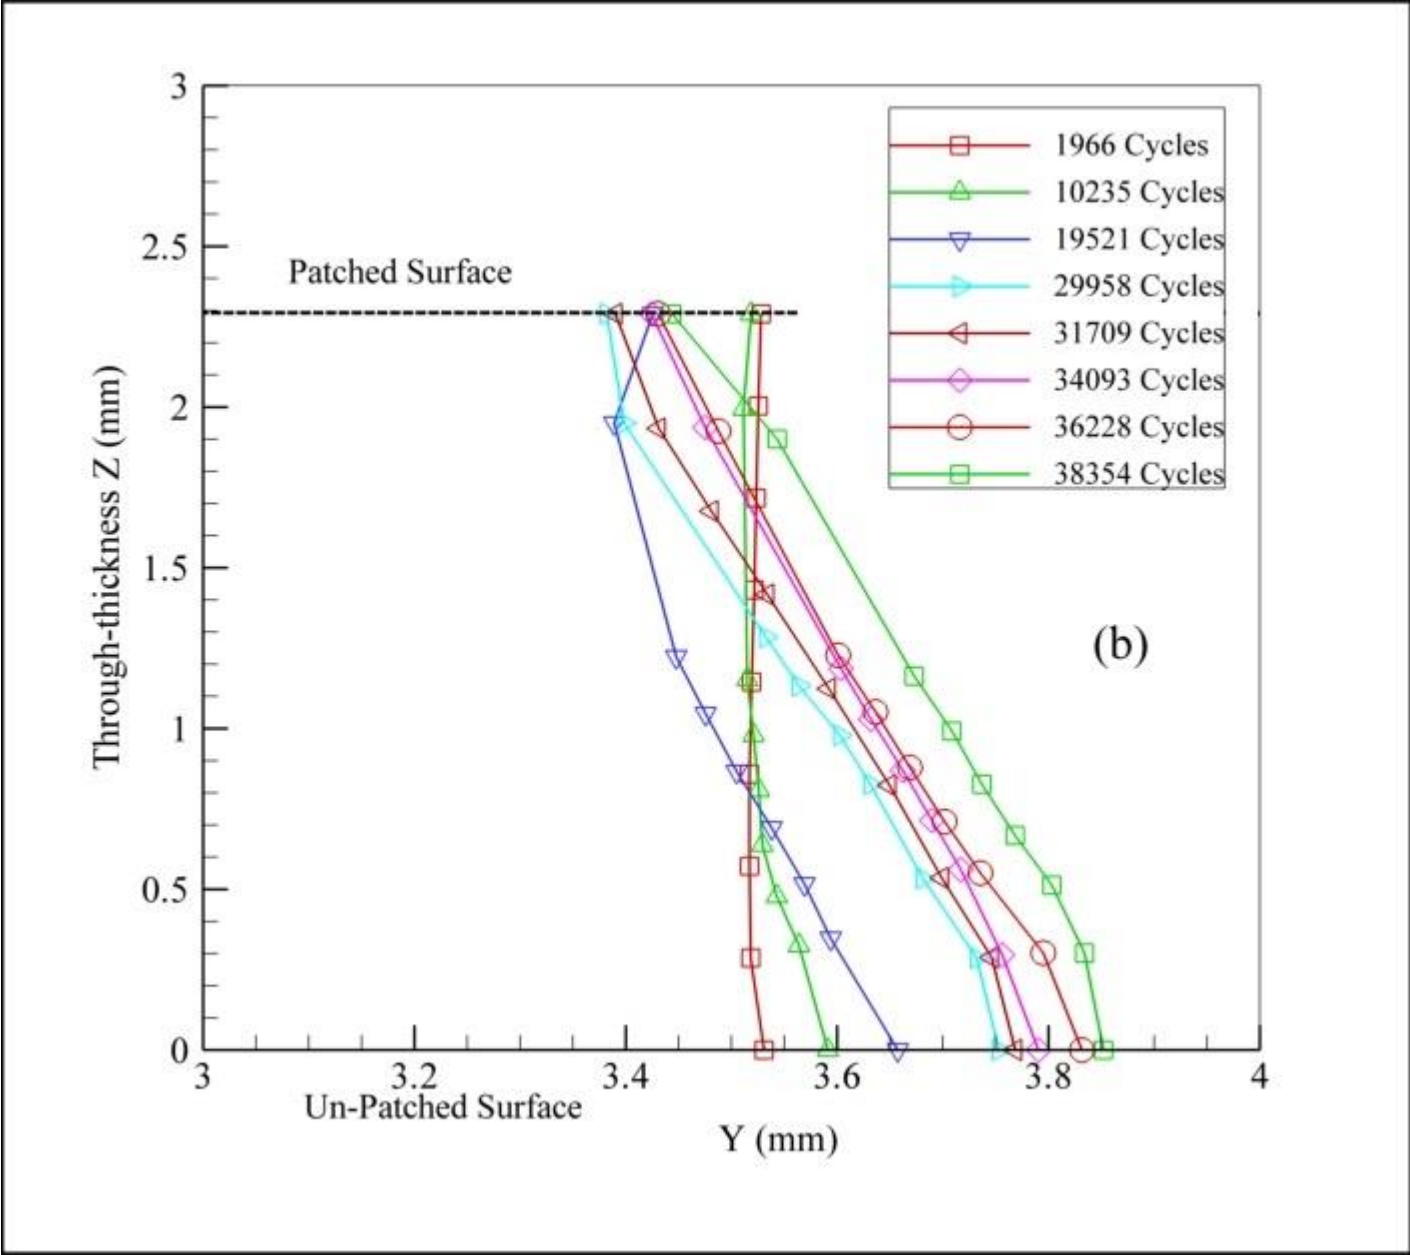 3
2.5
2
1.5
1
0.5
0
Through-thickness Z (mm)
Patched Surface
1966 Cycles
10235 Cycles
19521 Cycles
29958 Cycles
31709 Cycles
34093 Cycles
36228 Cycles
38354 Cycles
(b)
3 3.2 3.4 3.6 3.8 4
Un-Patched Surface
Y (mm)